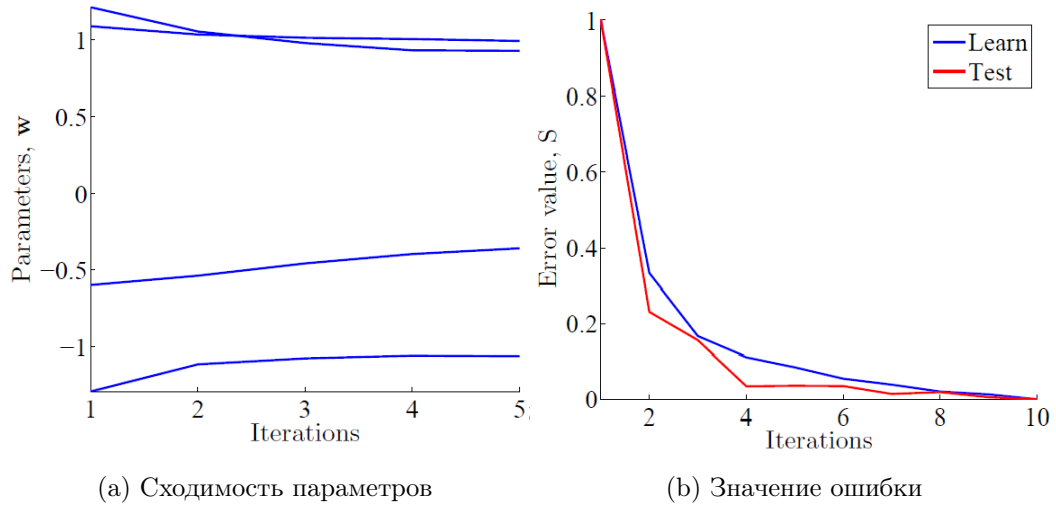 1
0.5
0
−0.5
−1
Parameters, w
1
2
3
4
5
Iterations
(a) Сходимость параметров
1
0.8
0.6
0.4
0.2
0
Error value, S
Learn
Test
2
4
6
8
10
Iterations
(b) Значение ошибки